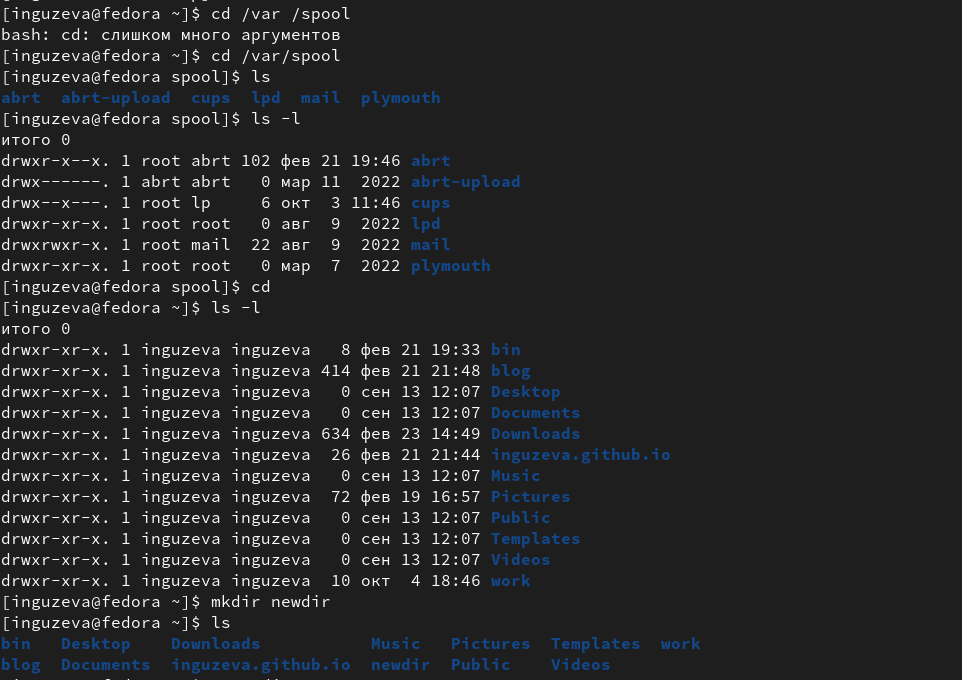 [inguzeva@fedora ~]$ cd /var /spool
bash: cd: слишком много аргументов
[inguzeva@fedora ~]$ cd /var/spool
[inguzeva@fedora spool]$ ls
abrt  abrt-upload  cups  lpd  mail  plymouth
[inguzeva@fedora spool]$ ls -l
итого 0
drwxr-x--x. 1 root abrt 102 фев 21 19:46 abrt
drwx------. 1 abrt abrt   0 мар 11  2022 abrt-upload
drwx--x---. 1 root lp     6 окт  3 11:46 cups
drwxr-xr-x. 1 root root   0 авг  9  2022 lpd
drwxrwxr-x. 1 root mail  22 авг  9  2022 mail
drwxr-xr-x. 1 root root   0 мар  7  2022 plymouth
[inguzeva@fedora spool]$ cd
[inguzeva@fedora ~]$ ls -l
итого 0
drwxr-xr-x. 1 inguzeva inguzeva   8 фев 21 19:33 bin
drwxr-xr-x. 1 inguzeva inguzeva 414 фев 21 21:48 blog
drwxr-xr-x. 1 inguzeva inguzeva   0 сен 13 12:07 Desktop
drwxr-xr-x. 1 inguzeva inguzeva   0 сен 13 12:07 Documents
drwxr-xr-x. 1 inguzeva inguzeva 634 фев 23 14:49 Downloads
drwxr-xr-x. 1 inguzeva inguzeva  26 фев 21 21:44 inguzeva.github.io
drwxr-xr-x. 1 inguzeva inguzeva   0 сен 13 12:07 Music
drwxr-xr-x. 1 inguzeva inguzeva  72 фев 19 16:57 Pictures
drwxr-xr-x. 1 inguzeva inguzeva   0 сен 13 12:07 Public
drwxr-xr-x. 1 inguzeva inguzeva   0 сен 13 12:07 Templates
drwxr-xr-x. 1 inguzeva inguzeva   0 сен 13 12:07 Videos
drwxr-xr-x. 1 inguzeva inguzeva  10 окт  4 18:46 work
[inguzeva@fedora ~]$ mkdir newdir
[inguzeva@fedora ~]$ ls
bin   Desktop    Downloads           Music   Pictures  Templates  work
blog  Documents  inguzeva.github.io  newdir  Public    Videos